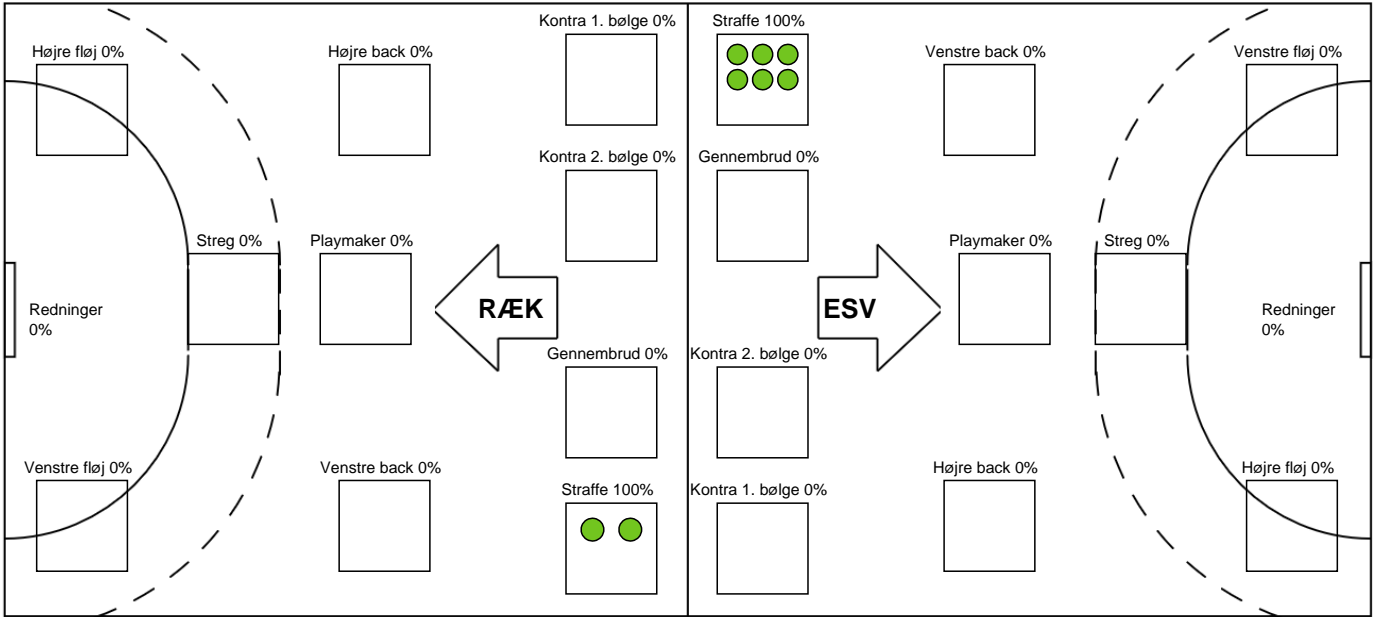 Kontra 1. bølge 0%
Straffe 100%
Højre fløj 0%
Højre back 0%
Venstre back 0%
Venstre fløj 0%
Kontra 2. bølge 0%
Gennembrud 0%
Streg 0%
Playmaker 0%
Playmaker 0%
Streg 0%
Redninger
0%
RÆK
ESV
Redninger
0%
Gennembrud 0%
Kontra 2. bølge 0%
Venstre fløj 0%
Venstre back 0%
Højre back 0%
Højre fløj 0%
Straffe 100%
Kontra 1. bølge 0%